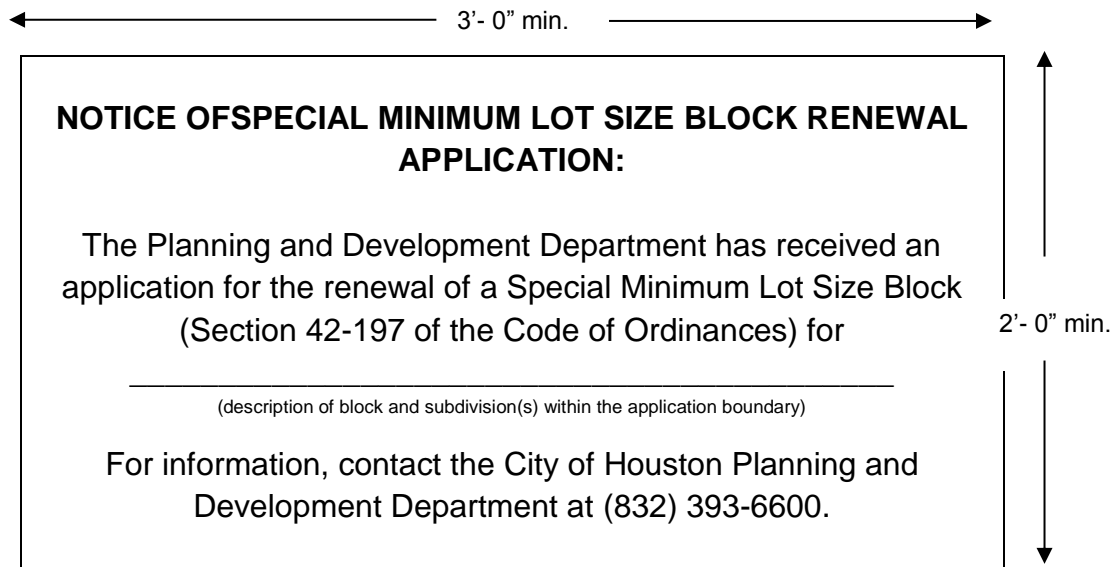 3’- 0” min.
NOTICE OFSPECIAL MINIMUM LOT SIZE BLOCK RENEWAL
APPLICATION:
The Planning and Development Department has received an
application for the renewal of a Special Minimum Lot Size Block
(Section 42-197 of the Code of Ordinances) for
2’- 0” min.
____________________________________________
(description of block and subdivision(s) within the application boundary)
For information, contact the City of Houston Planning and
Development Department at (832) 393-6600.